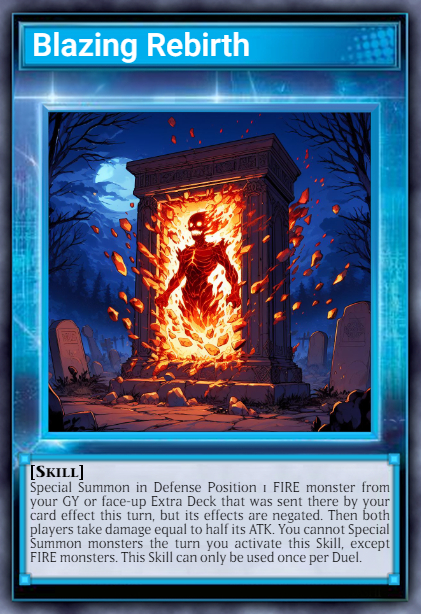 Blazing Rebirth
[Skill]
Special Summon in Defense Position 1 FIRE monster from
your GY or face-up Extra Deck that was sent there by your
card effect this turn, but its effects are negated. Then both
players take damage equal to half its ATK. You cannot Special
Summon monsters the turn you activate this Skill, except
FIRE monsters. This Skill can only be used once per Duel.